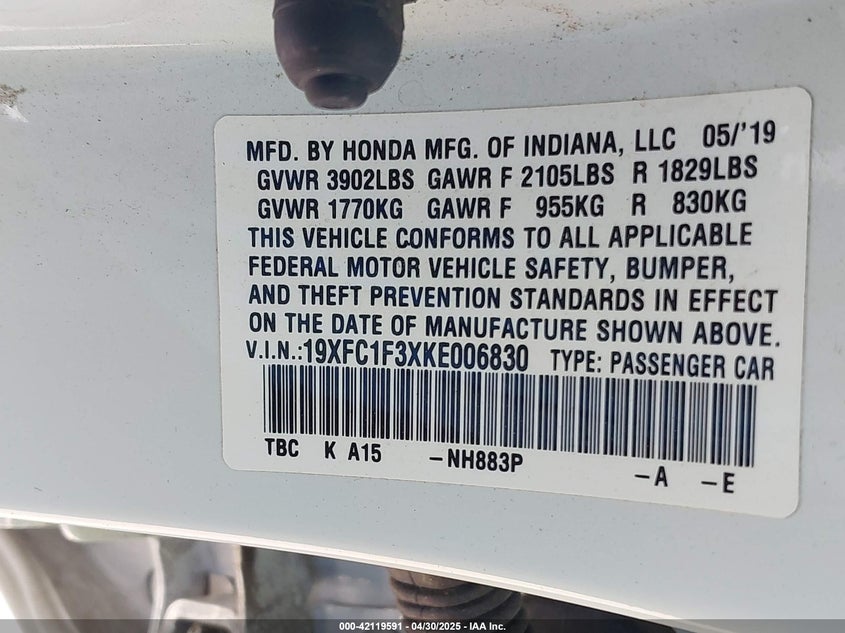 MFD. BY HONDA MFG. OF INDIANA, LLC 05/'19
GVWR 3902LBS GAWR F 2105LBS R 1829LBS
GVWR 1770KG GAWR F 955KG R 830KG
THIS VEHICLE CONFORMS TO ALL APPLICABLE
FEDERAL MOTOR VEHICLE SAFETY, BUMPER,
AND THEFT PREVENTION STANDARDS IN EFFECT
ON THE DATE OF MANUFACTURE SHOWN ABOVE.
V.I.N.:19XFC1F3XKE006830 TYPE: PASSENGER CAR
TBC K A15 -NH883P -A -E
000-42119591 - 04/30/2025 - IAA Inc.